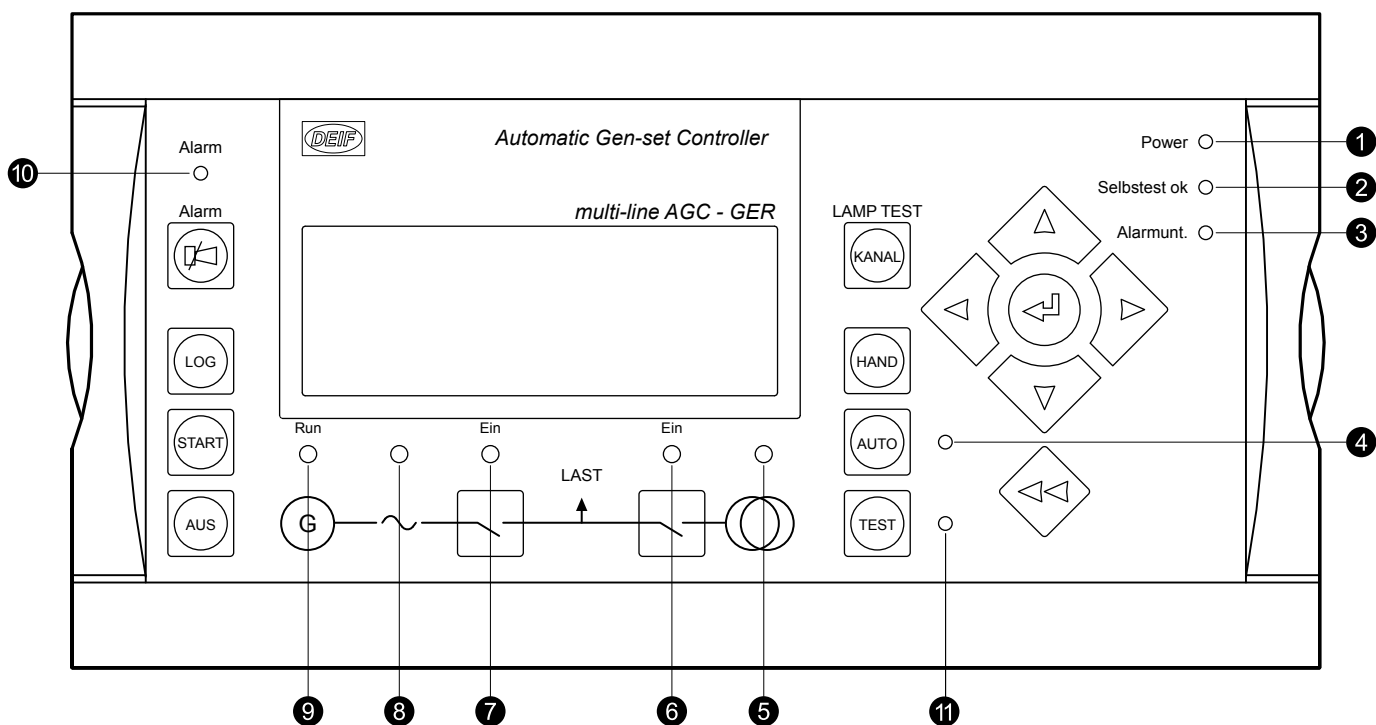 Alarm
10
Alarm
LOG
START
AUS
DEIF
Automatic Gen-set Controller
multi-line AGC - GER
LAMP TEST
KANAL
HAND
AUTO
TEST
Power
1
Selbstest ok
2
Alarmunt.
3
4
Run
Ein
Ein
LAST
G
9
8
7
6
5
11